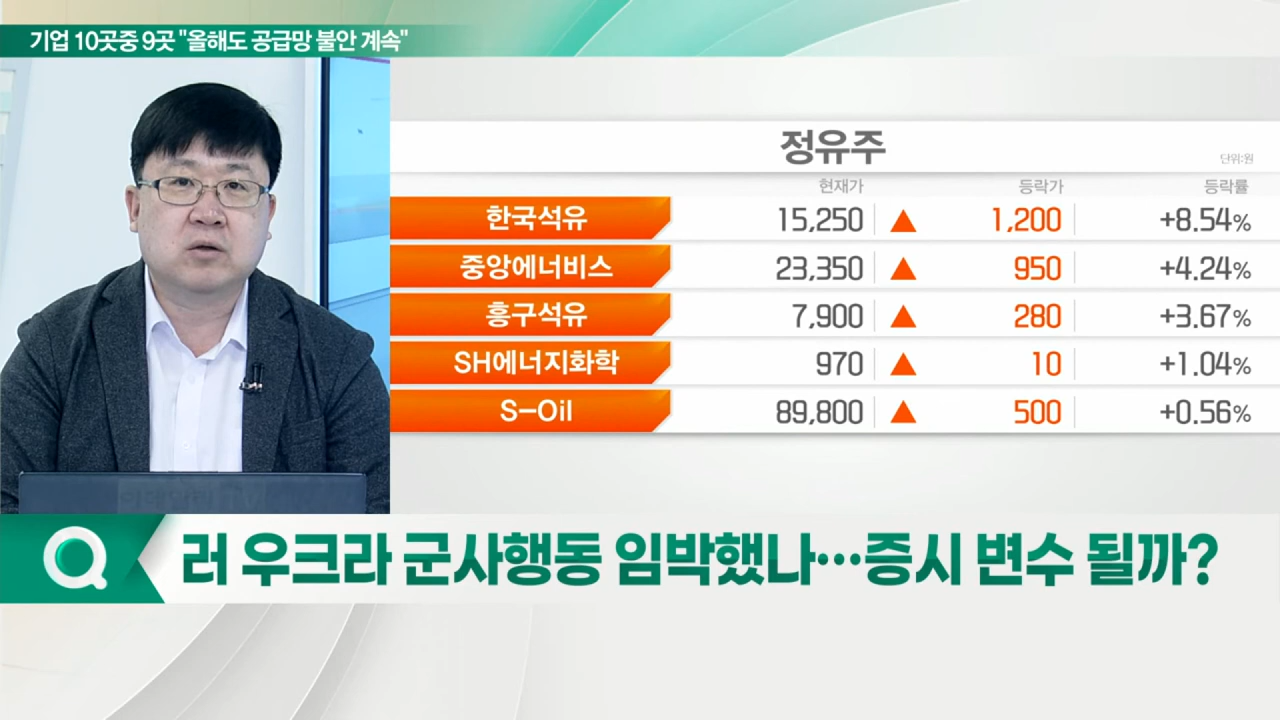 기업 10곳중 9곳 "올해도 공급망 불안 계속"
정유주
단위:원
현재가 등락가 등락률
한국석유 15,250 ▲ 1,200 +8.54%
중앙에너비스 23,350 ▲ 950 +4.24%
흥구석유 7,900 ▲ 280 +3.67%
SH에너지화학 970 ▲ 10 +1.04%
S-Oil 89,800 ▲ 500 +0.56%
러 우크라 군사행동 임박했나…증시 변수 될까?